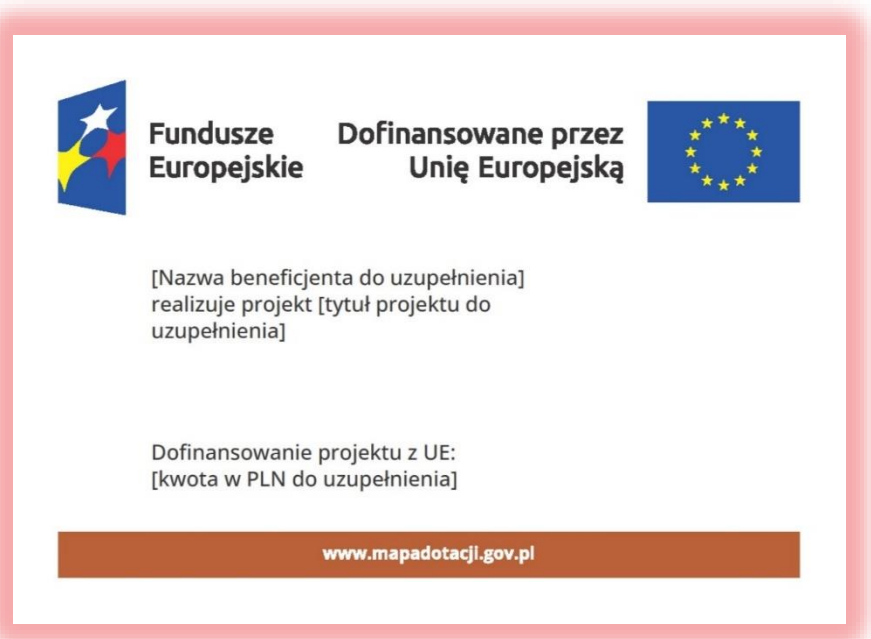 Fundusze
Europejskie
Dofinansowane przez
Unię Europejską
[Nazwa beneficjenta do uzupełnienia]
realizuje projekt [tytuł projektu do
uzupełnienia]
Dofinansowanie projektu z UE:
[kwota w PLN do uzupełnienia]
www.mapadotacji.gov.pl